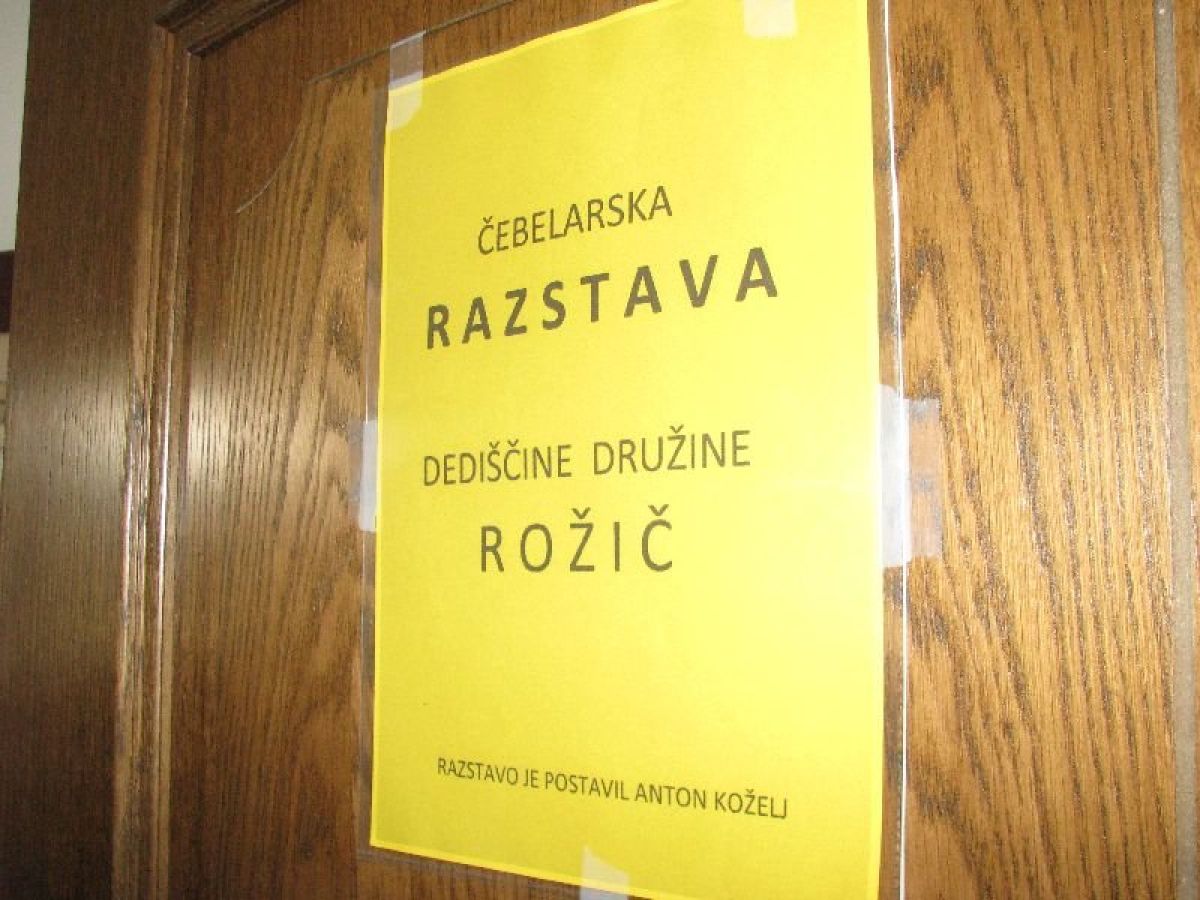 ČEBELARSKA
RAZSTAVA
DEDIŠČINE DRUŽINE
ROŽIČ
RAZSTAVO JE POSTAVIL ANTON KOŽELJ